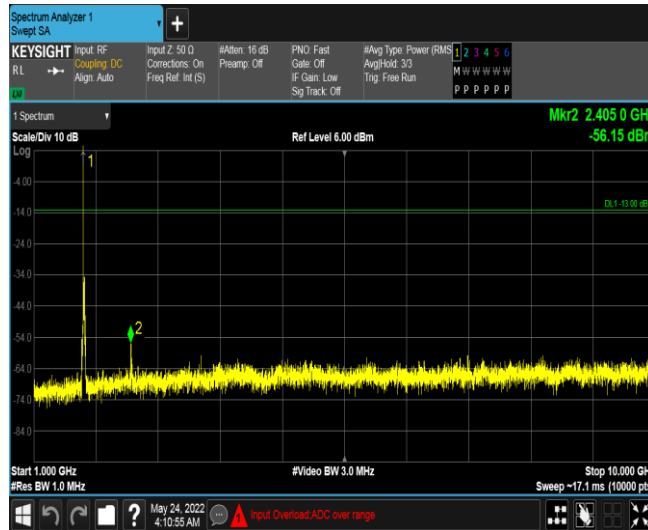 Spectrum Analyzer 1
Swept SA
KEYSIGHT
RL
LXI
Input: RF
Coupling: DC
Align: Auto
Input Z: 50 Ω
Corrections: On
Freq Ref: Int (S)
#Atten: 16 dB
Preamp: Off
PNO: Fast
Gate: Off
IF Gain: Low
Sig Track: Off
#Avg Type: Power (RMS
Avg|Hold: 3/3
Trig: Free Run
1 2 3 4 5 6
M W W W W W
P P P P P P
1 Spectrum
Scale/Div 10 dB
Ref Level 6.00 dBm
Mkr2 2.405 0 GH
-56.15 dBr
Log
1
-4.00
DL1 -13.00 dB
-14.0
-24.0
-34.0
-44.0
2
-54.0
-64.0
-74.0
-84.0
Start 1.000 GHz
#Res BW 1.0 MHz
#Video BW 3.0 MHz
Stop 10.000 GH
Sweep ~17.1 ms (10000 pts
?
May 24, 2022
4:10:55 AM
Input Overload:ADC over range